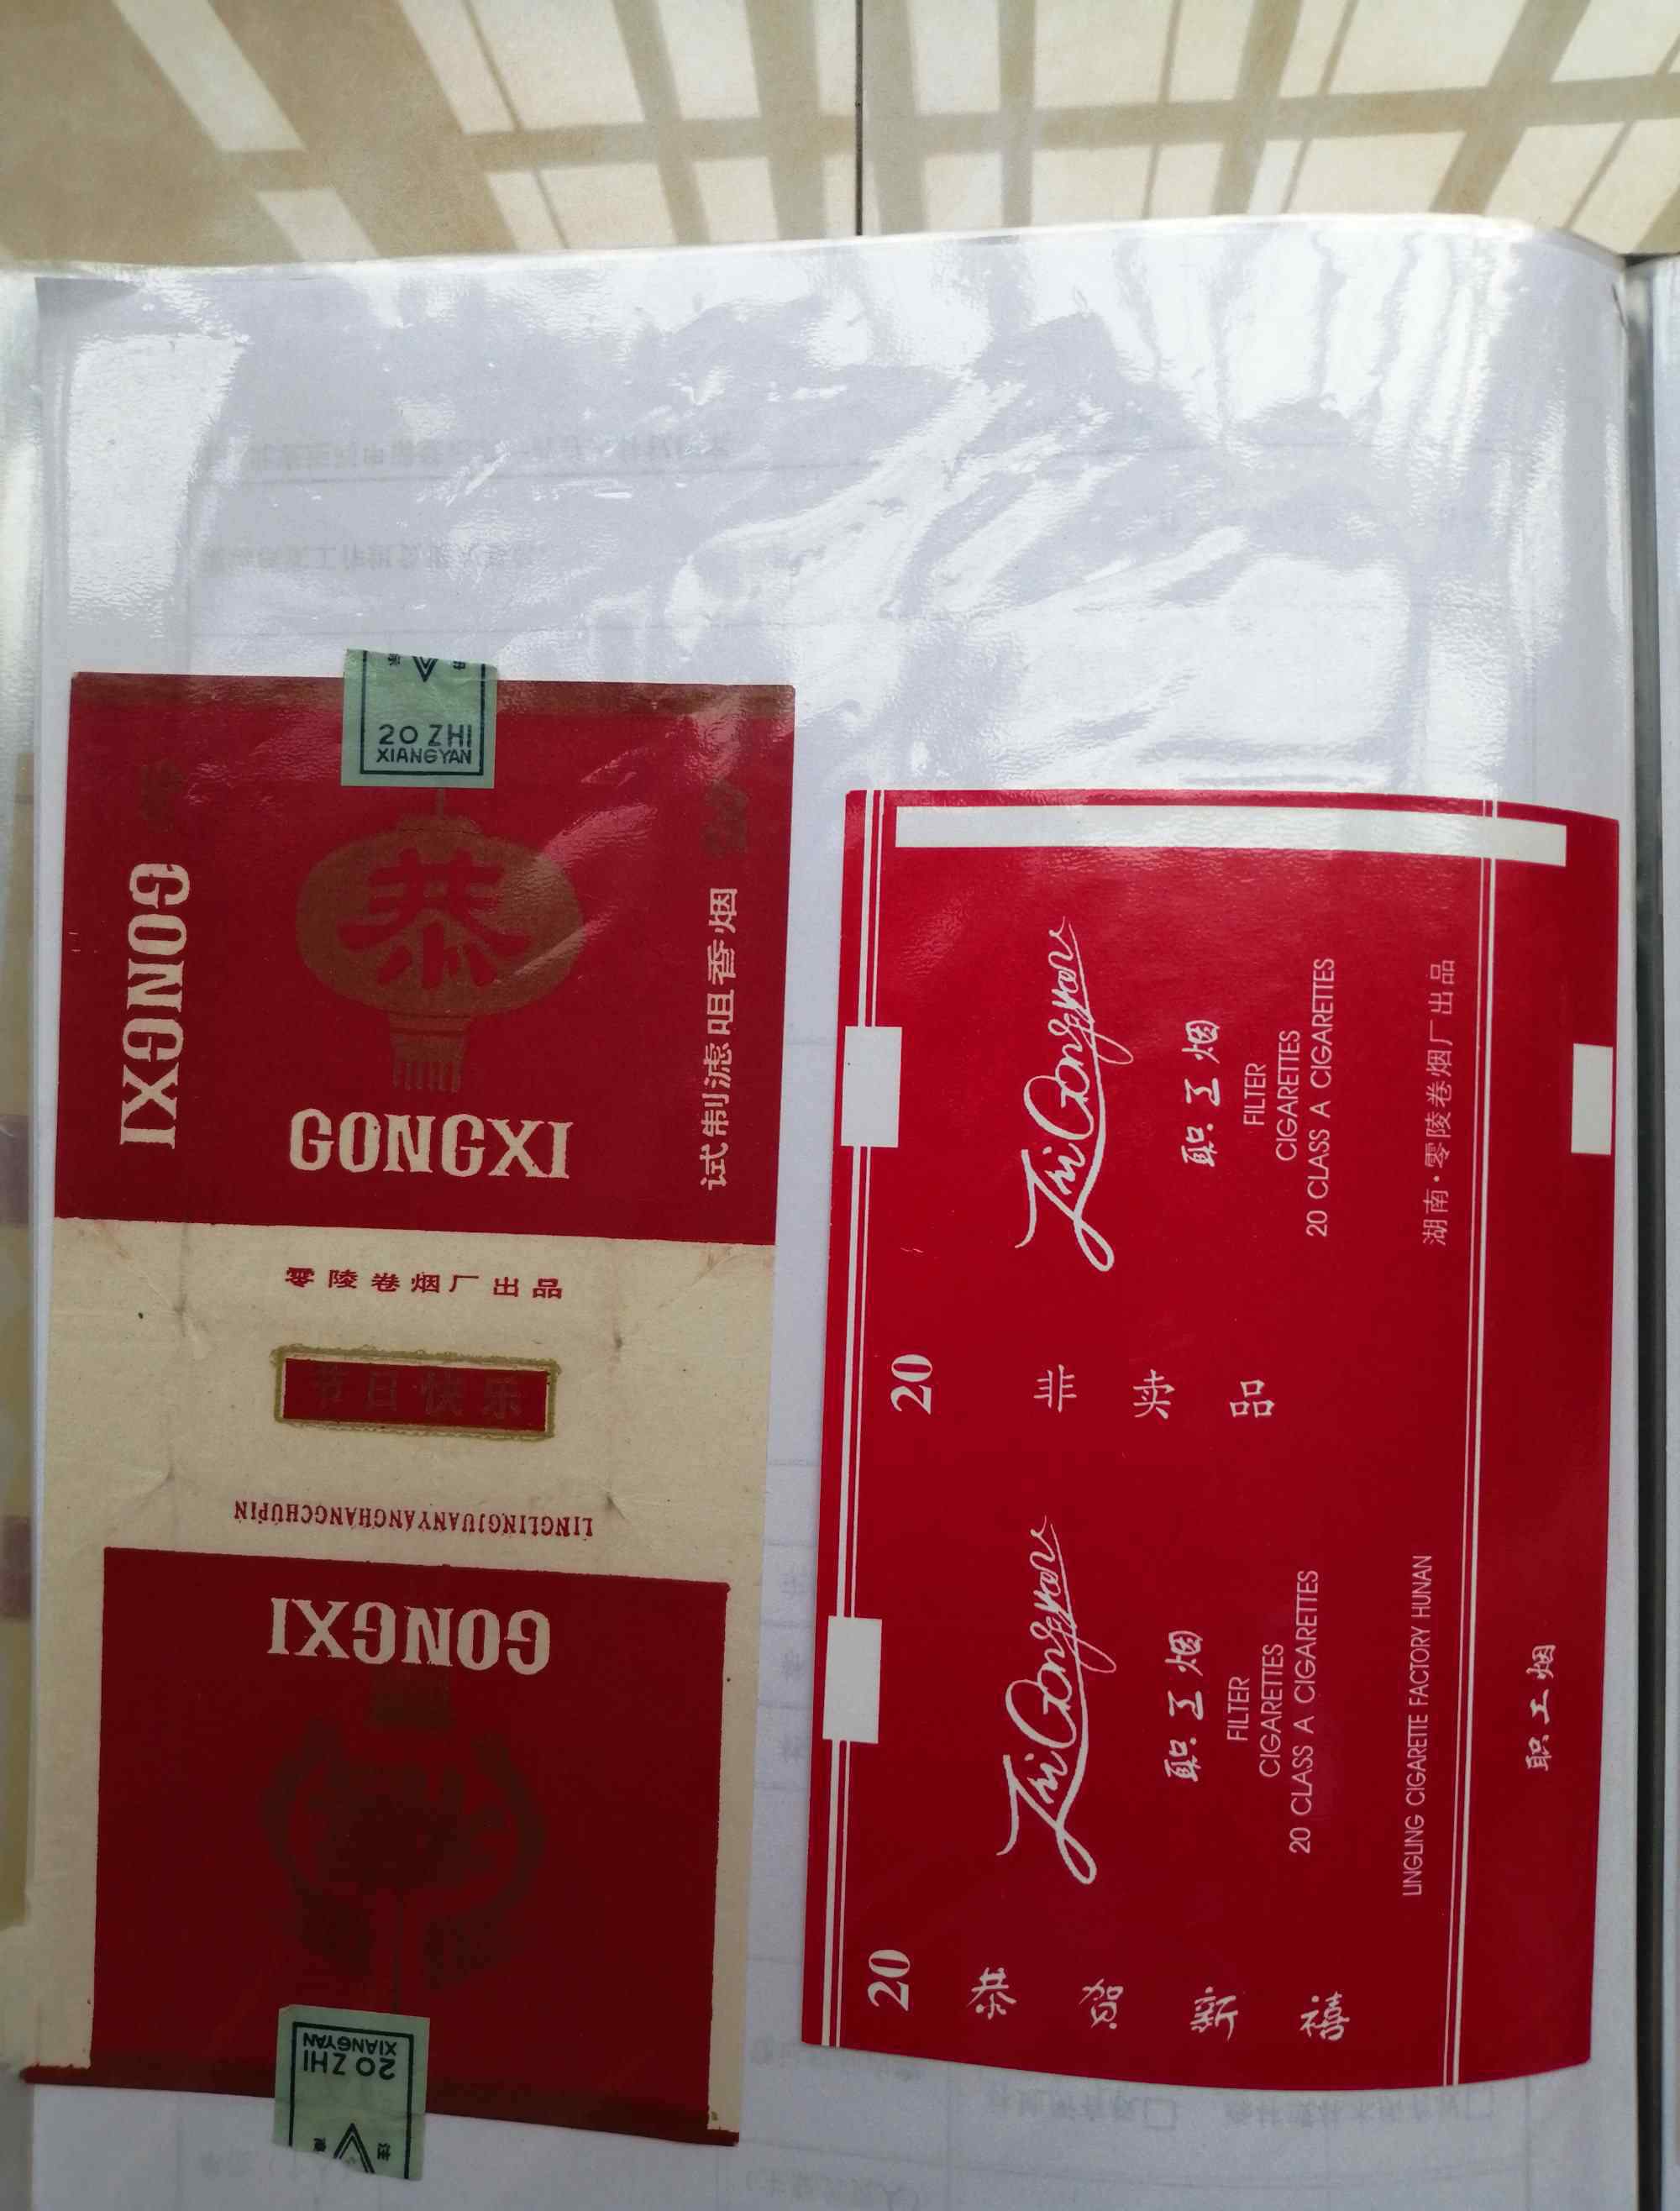 20 ZHI
XIANGYAN
恭
GONGXI
GONGXI
试制滤咀香烟
零陵卷烟厂出品
节日快乐
LINGLINGJUANYANGHANGCHUPIN
GONGXI
20 ZHI
XIANGYAN
职工烟
FILTER
CIGARETTES
20 CLASS A CIGARETTES
湖南·零陵卷烟厂出品
20
非卖品
职工烟
FILTER
CIGARETTES
20 CLASS A CIGARETTES
LINGLING CIGARETTE FACTORY HUNAN
职工烟
20
恭贺新禧